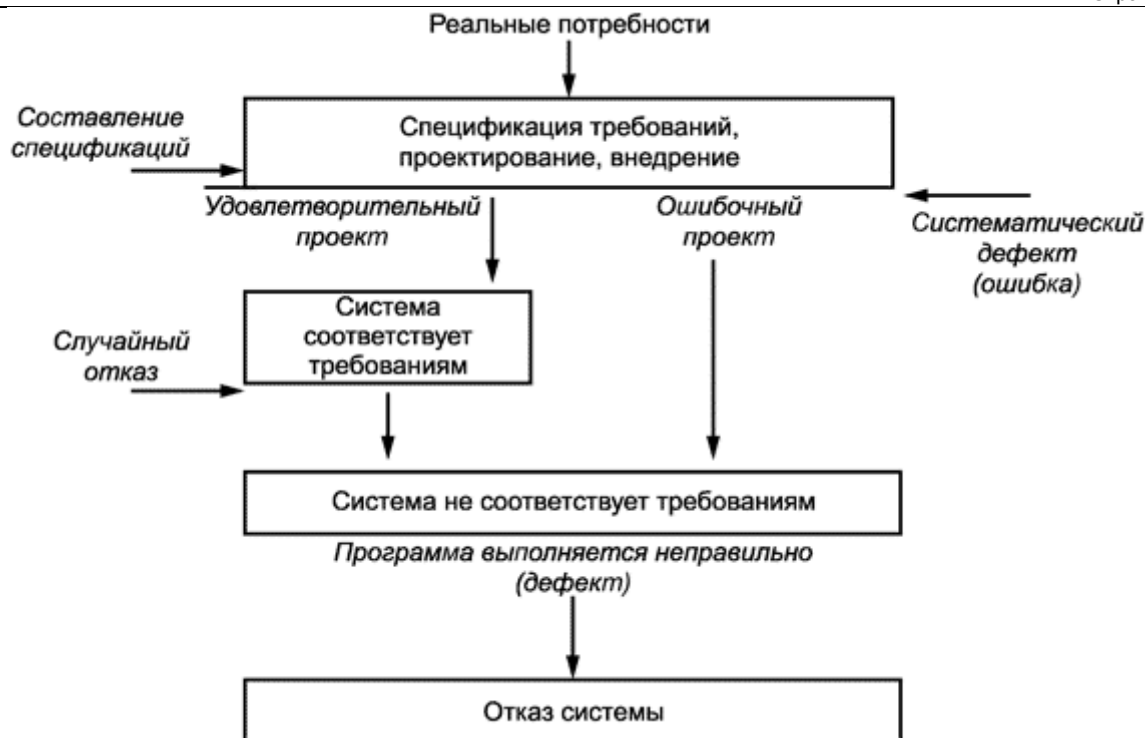 Реальные потребности
Составление
спецификаций
Спецификация требований,
проектирование, внедрение
Удовлетворительный
проект
Ошибочный
проект
Систематический
дефект
(ошибка)
Система
соответствует
требованиям
Случайный
отказ
Система не соответствует требованиям
Программа выполняется неправильно
(дефект)
Отказ системы